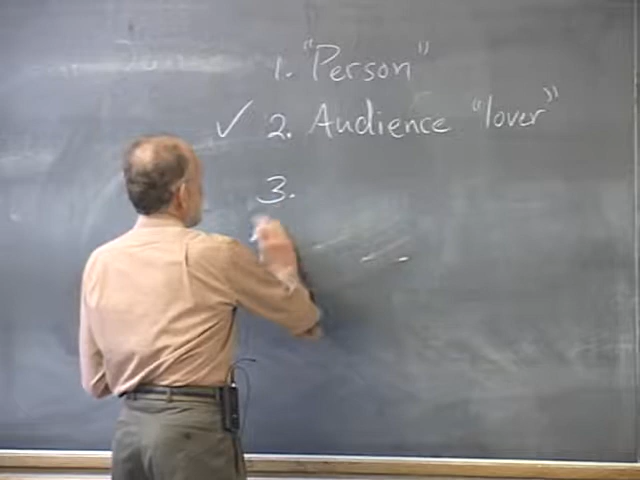 1. "Person"
✓ 2. Audience "lover"
3.